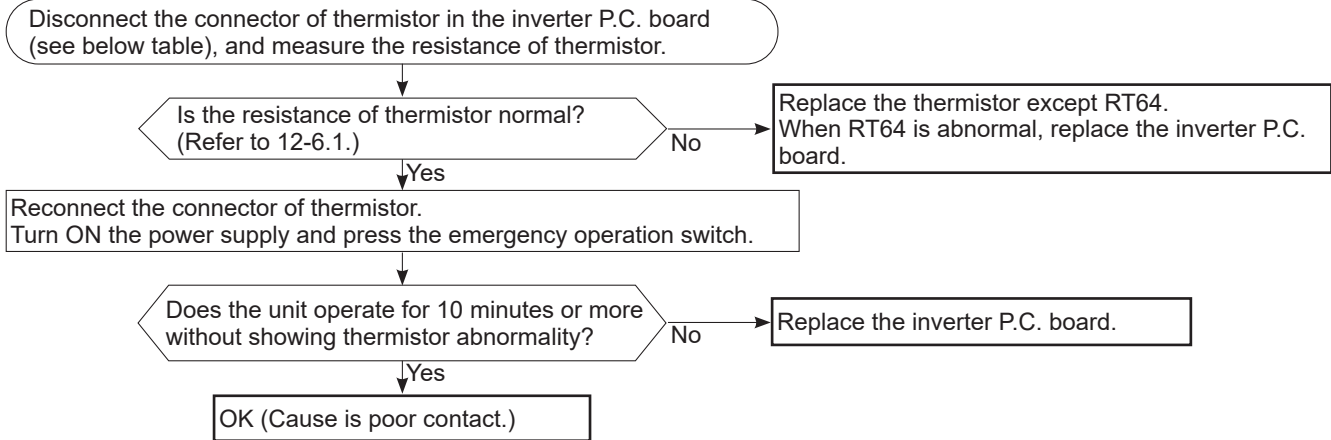 Disconnect the connector of thermistor in the inverter P.C. board
(see below table), and measure the resistance of thermistor.
Is the resistance of thermistor normal?
(Refer to 12-6.1.)
No
Replace the thermistor except RT64.
When RT64 is abnormal, replace the inverter P.C.
board.
Yes
Reconnect the connector of thermistor.
Turn ON the power supply and press the emergency operation switch.
Does the unit operate for 10 minutes or more
without showing thermistor abnormality?
No
Replace the inverter P.C. board.
Yes
OK (Cause is poor contact.)